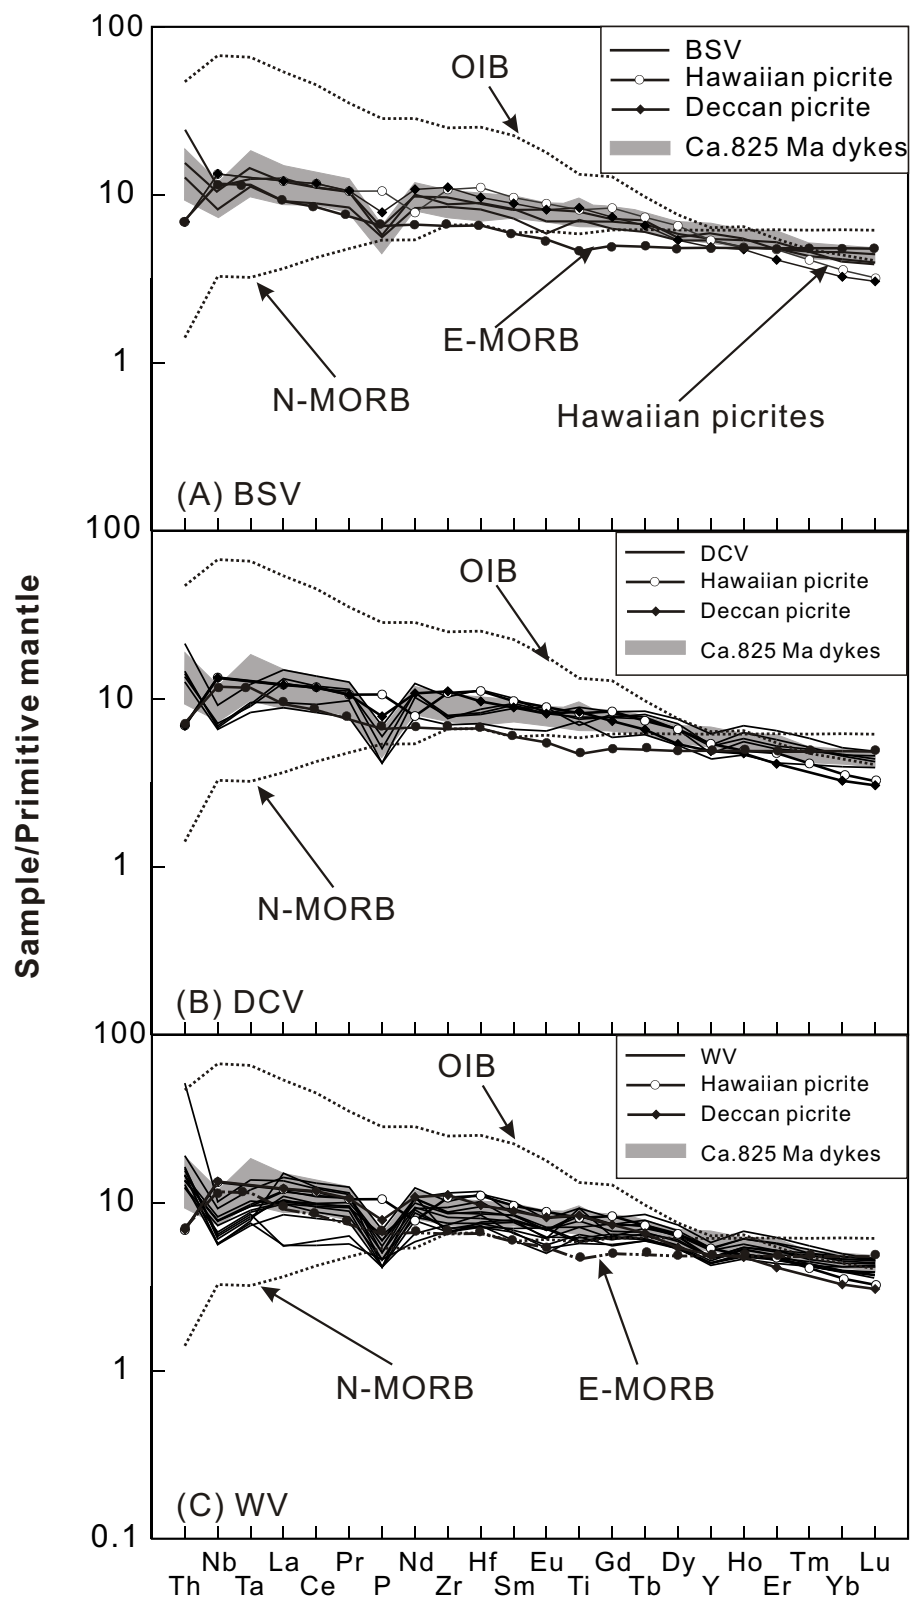 100
BSV
Hawaiian picrite
Deccan picrite
Ca.825 Ma dykes
OIB
10
E-MORB
N-MORB
1
Hawaiian picrites
(A) BSV
100
DCV
Hawaiian picrite
Deccan picrite
Ca.825 Ma dykes
OIB
10
Sample/Primitive mantle
1
N-MORB
(B) DCV
100
WV
Hawaiian picrite
Deccan picrite
Ca.825 Ma dykes
OIB
10
1
N-MORB
E-MORB
(C) WV
0.1
Nb La Pr Nd Hf Eu Gd Dy Ho Tm Lu
Th Ta Ce P Zr Sm Ti Tb Y Er Yb